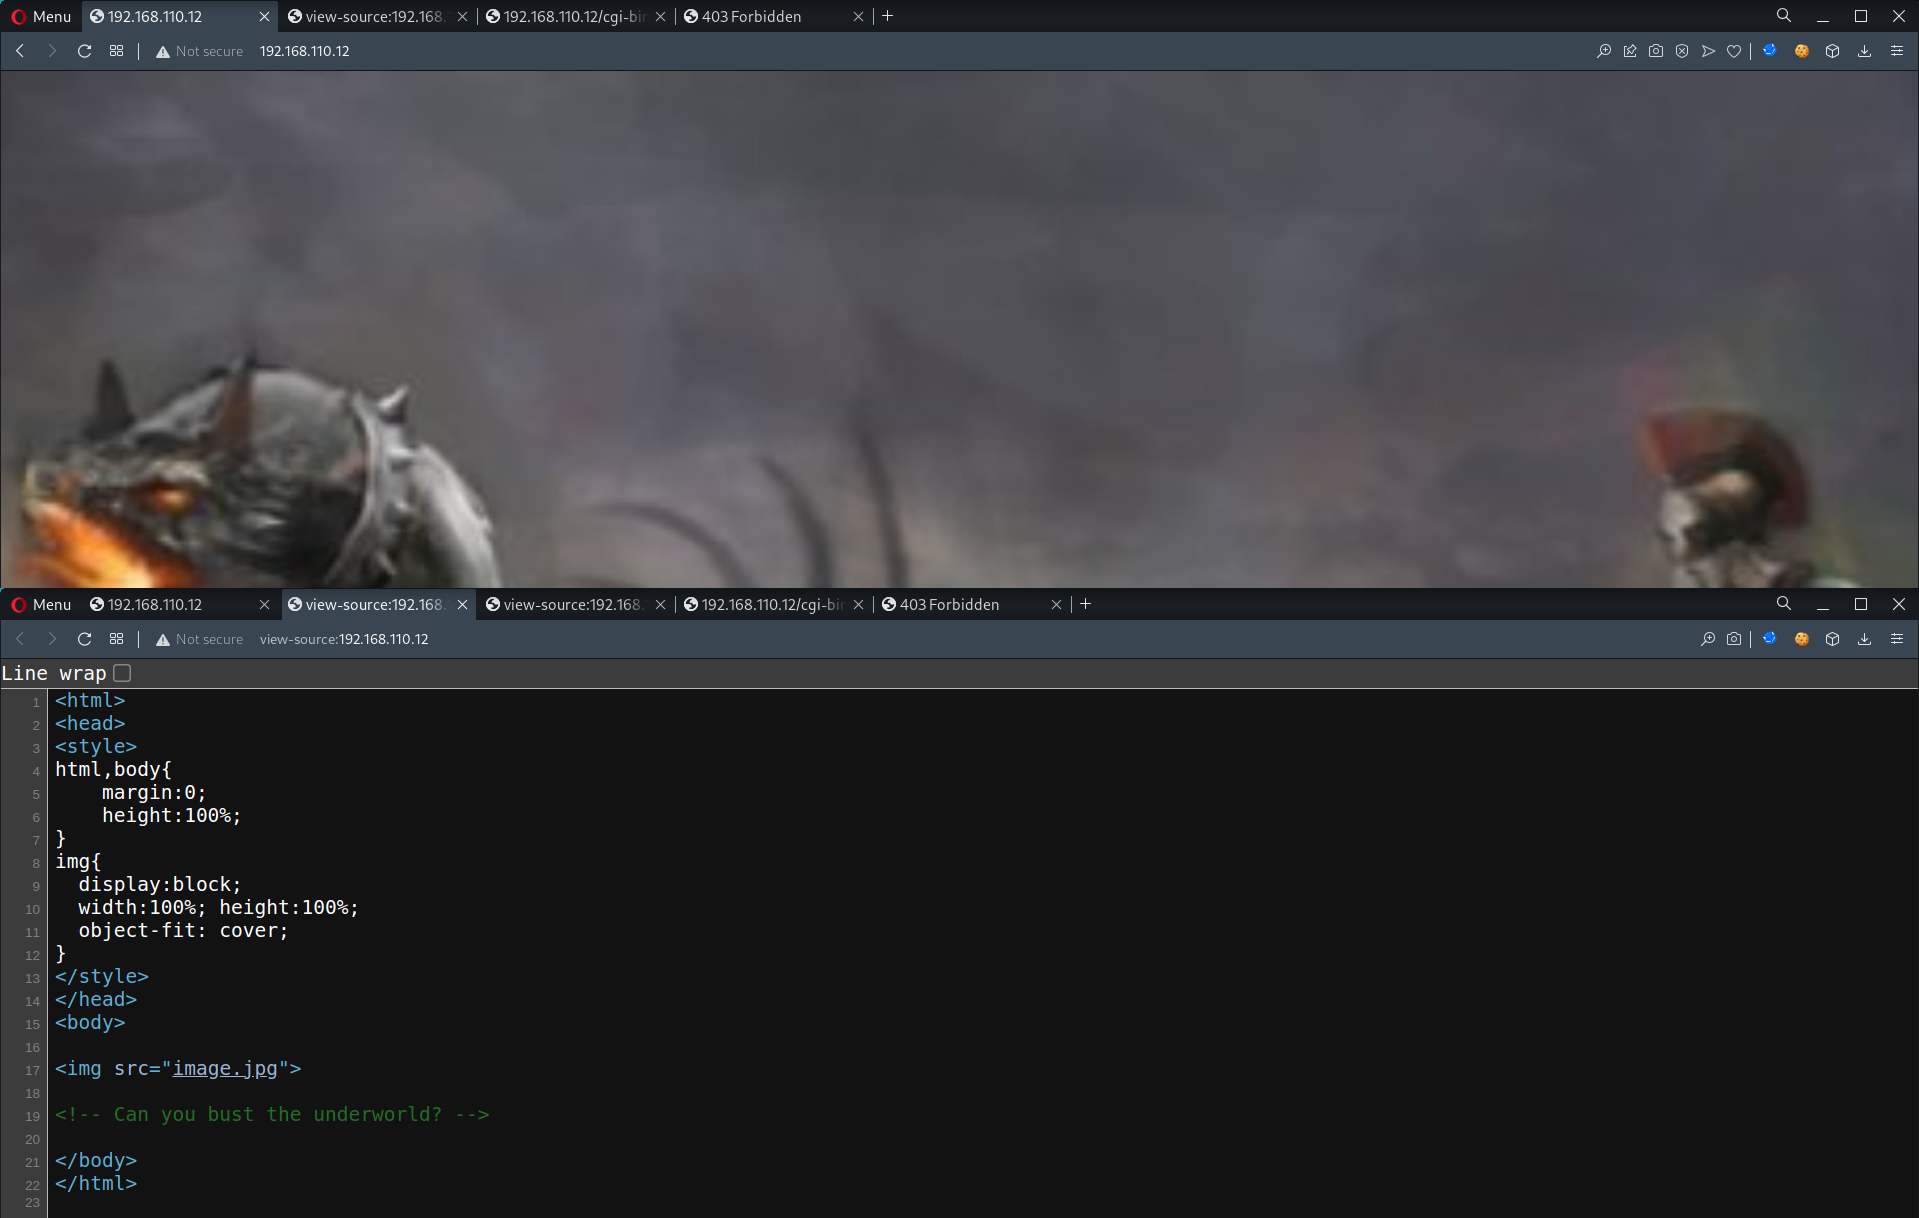 Menu 192.168.110.12 view-source:192.168. 192.168.110.12/cgi-bin 403 Forbidden
Not secure 192.168.110.12
Menu 192.168.110.12 view-source:192.168. view-source:192.168. 192.168.110.12/cgi-bin 403 Forbidden
Not secure view-source:192.168.110.12
Line wrap
1 <html>
2 <head>
3 <style>
4 html,body{
5 margin:0;
6 height:100%;
7 }
8 img{
9 display:block;
10 width:100%; height:100%;
11 object-fit: cover;
12 }
13 </style>
14 </head>
15 <body>
16
17 <img src="image.jpg">
18
19 <!-- Can you bust the underworld? -->
20
21 </body>
22 </html>
23